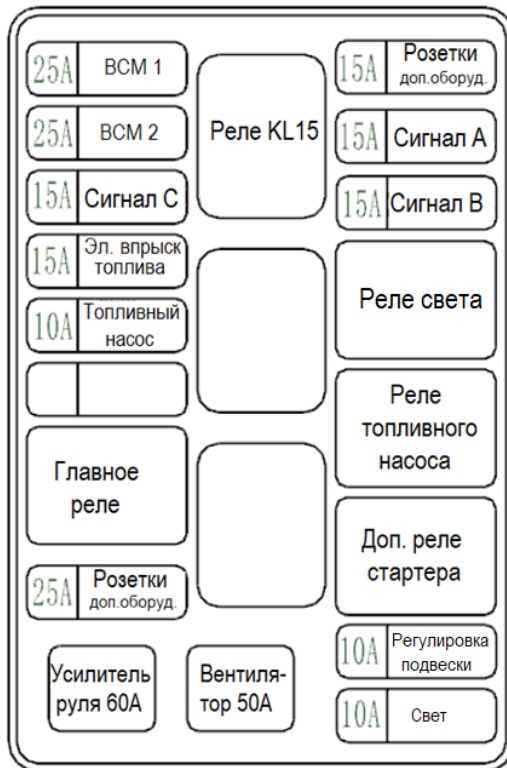 25A BCM 1
25A BCM 2
15A Сигнал C
15A Эл. впрыск
топлива
10A Топливный
насос
Главное
реле
25A Розетки
доп.оборуд.
Усилитель
руля 60А
Реле KL15
Вентиля-
тор 50А
15A Розетки
доп.оборуд.
15A Сигнал A
15A Сигнал B
Реле света
Реле
топливного
насоса
Доп. реле
стартера
10A Регулировка
подвески
10A Свет